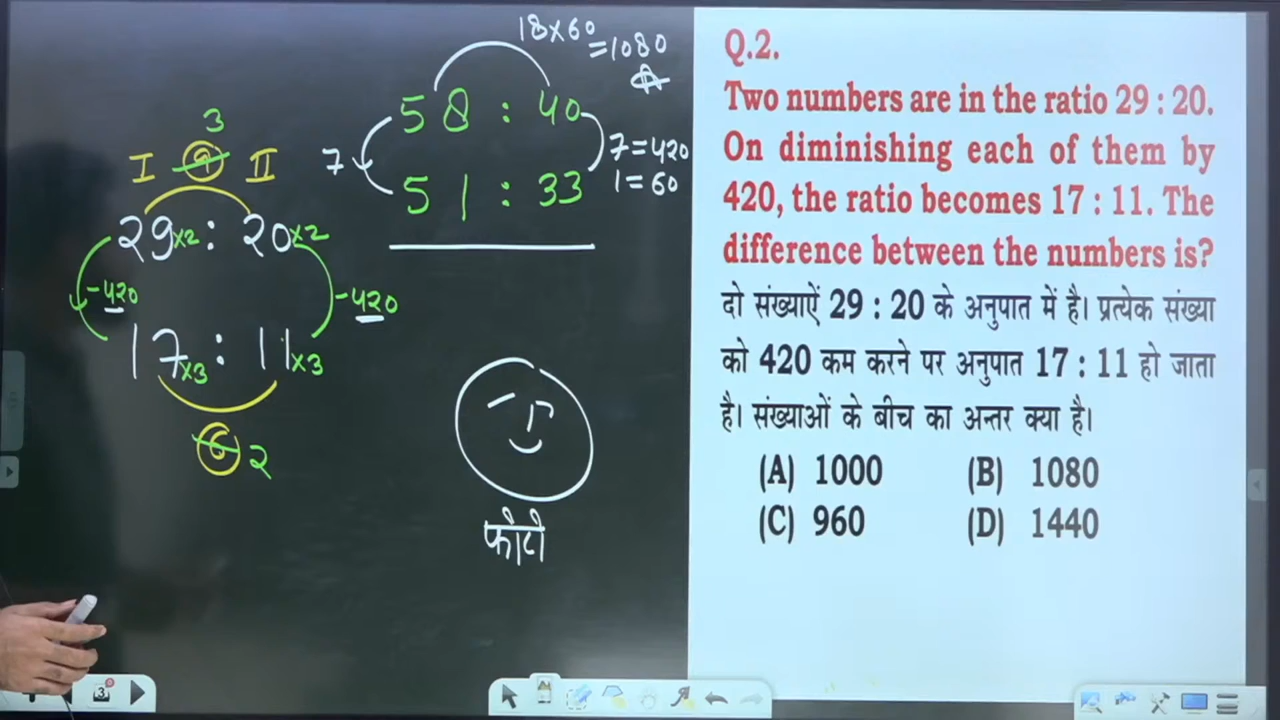 18×60
=1080
A
58 : 40
7
7=420
51 : 33
1=60
3
I 9 II
29×2 : 20×2
-420
-420
17×3 : 11×3
6 2
फोटो
Q.2.
Two numbers are in the ratio 29 : 20.
On diminishing each of them by
420, the ratio becomes 17 : 11. The
difference between the numbers is?
दो संख्याऐं 29 : 20 के अनुपात में है। प्रत्येक संख्या
को 420 कम करने पर अनुपात 17 : 11 हो जाता
है। संख्याओं के बीच का अन्तर क्या है।
(A) 1000 (B) 1080
(C) 960 (D) 1440
3